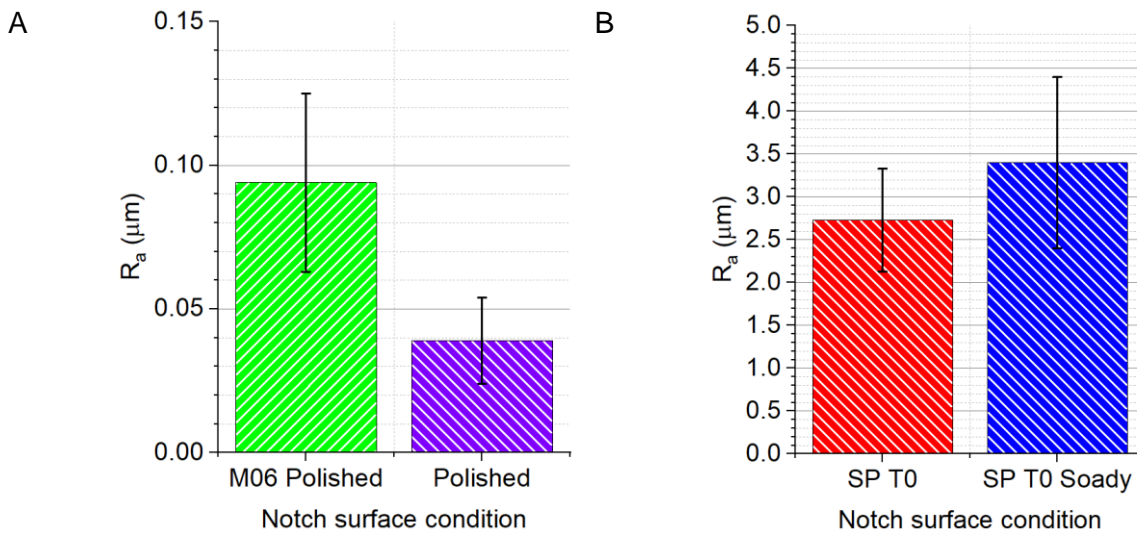 A
0.15
0.10
0.05
0.00
Rₐ (μm)
M06 Polished
Polished
Notch surface condition
B
5.0
4.5
4.0
3.5
3.0
2.5
2.0
1.5
1.0
0.5
0.0
Rₐ (μm)
SP T0
SP T0 Soady
Notch surface condition